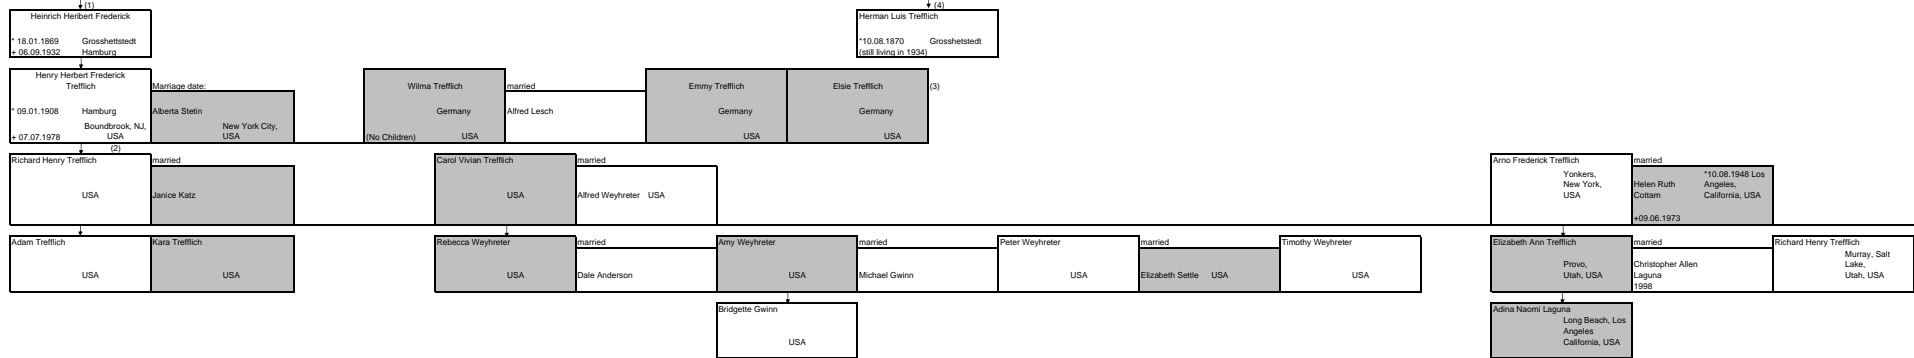 (1)
(4)
Heinrich Heribert Frederick
* 18.01.1869 Grosshettstedt
+ 06.09.1932 Hamburg
Herman Luis Trefflich
*10.08.1870 Grosshetstedt
(still living in 1934)
Henry Herbert Frederick
Trefflich
* 09.01.1908 Hamburg
Boundbrook, NJ,
+ 07.07.1978 USA
Marriage date:
Alberta Stetin
New York City,
USA
Wilma Trefflich
Germany
(No Children) USA
married
Alfred Lesch
Emmy Trefflich
Germany
USA
Elsie Trefflich
Germany
USA
(3)
(2)
Richard Henry Trefflich
USA
married
Janice Katz
Carol Vivian Trefflich
USA
married
Alfred Weyhreter USA
Arno Frederick Trefflich
Yonkers,
New York,
USA
married
*10.08.1948 Los
Helen Ruth Angeles,
Cottam California, USA
+09.06.1973
Adam Trefflich
USA
Kara Trefflich
USA
Rebecca Weyhreter
USA
married
Dale Anderson
Amy Weyhreter
USA
married
Michael Gwinn
Peter Weyhreter
USA
married
Elizabeth Settle USA
Timothy Weyhreter
USA
Elizabeth Ann Trefflich
Provo,
Utah, USA
married
Christopher Allen
Laguna
1998
Richard Henry Trefflich
Murray, Salt
Lake,
Utah, USA
Bridgette Gwinn
USA
Adina Naomi Laguna
Long Beach, Los
Angeles
California, USA